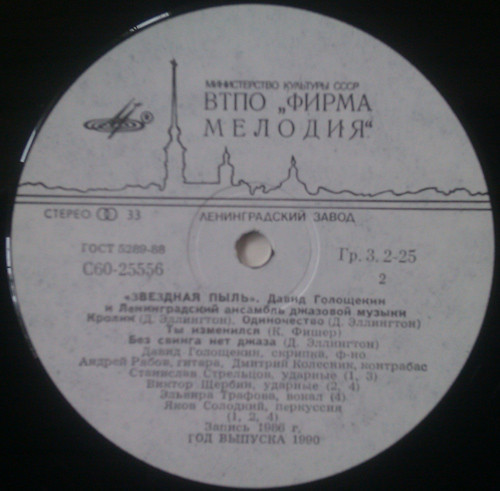 МИНИСТЕРСТВО КУЛЬТУРЫ СССР
ВТПО „ФИРМА
МЕЛОДИЯ“
СТЕРЕО 33
ЛЕНИНГРАДСКИЙ ЗАВОД
ГОСТ 5289-88
Гр. 3. 2-25
С60-25556
2
«ЗВЕЗДНАЯ ПЫЛЬ». Давид Голощекин
и Ленинградский ансамбль джазовой музыки
Кролик (Д. Эллингтон). Одиночество (Д. Эллингтон)
Ты изменился (К. Фишер)
Без свинга нет джаза (Д. Эллингтон)
Давид Голощекин, скрипка, ф-но
Андрей Рябов, гитара, Дмитрий Колесник, контрабас
Станислав Стрельцов, ударные (1, 3)
Виктор Щербин, ударные (2, 4)
Эльвира Трафова, вокал (4)
Яков Солодкий, перкуссия
(1, 2, 4)
Запись 1986 г.
ГОД ВЫПУСКА 1990